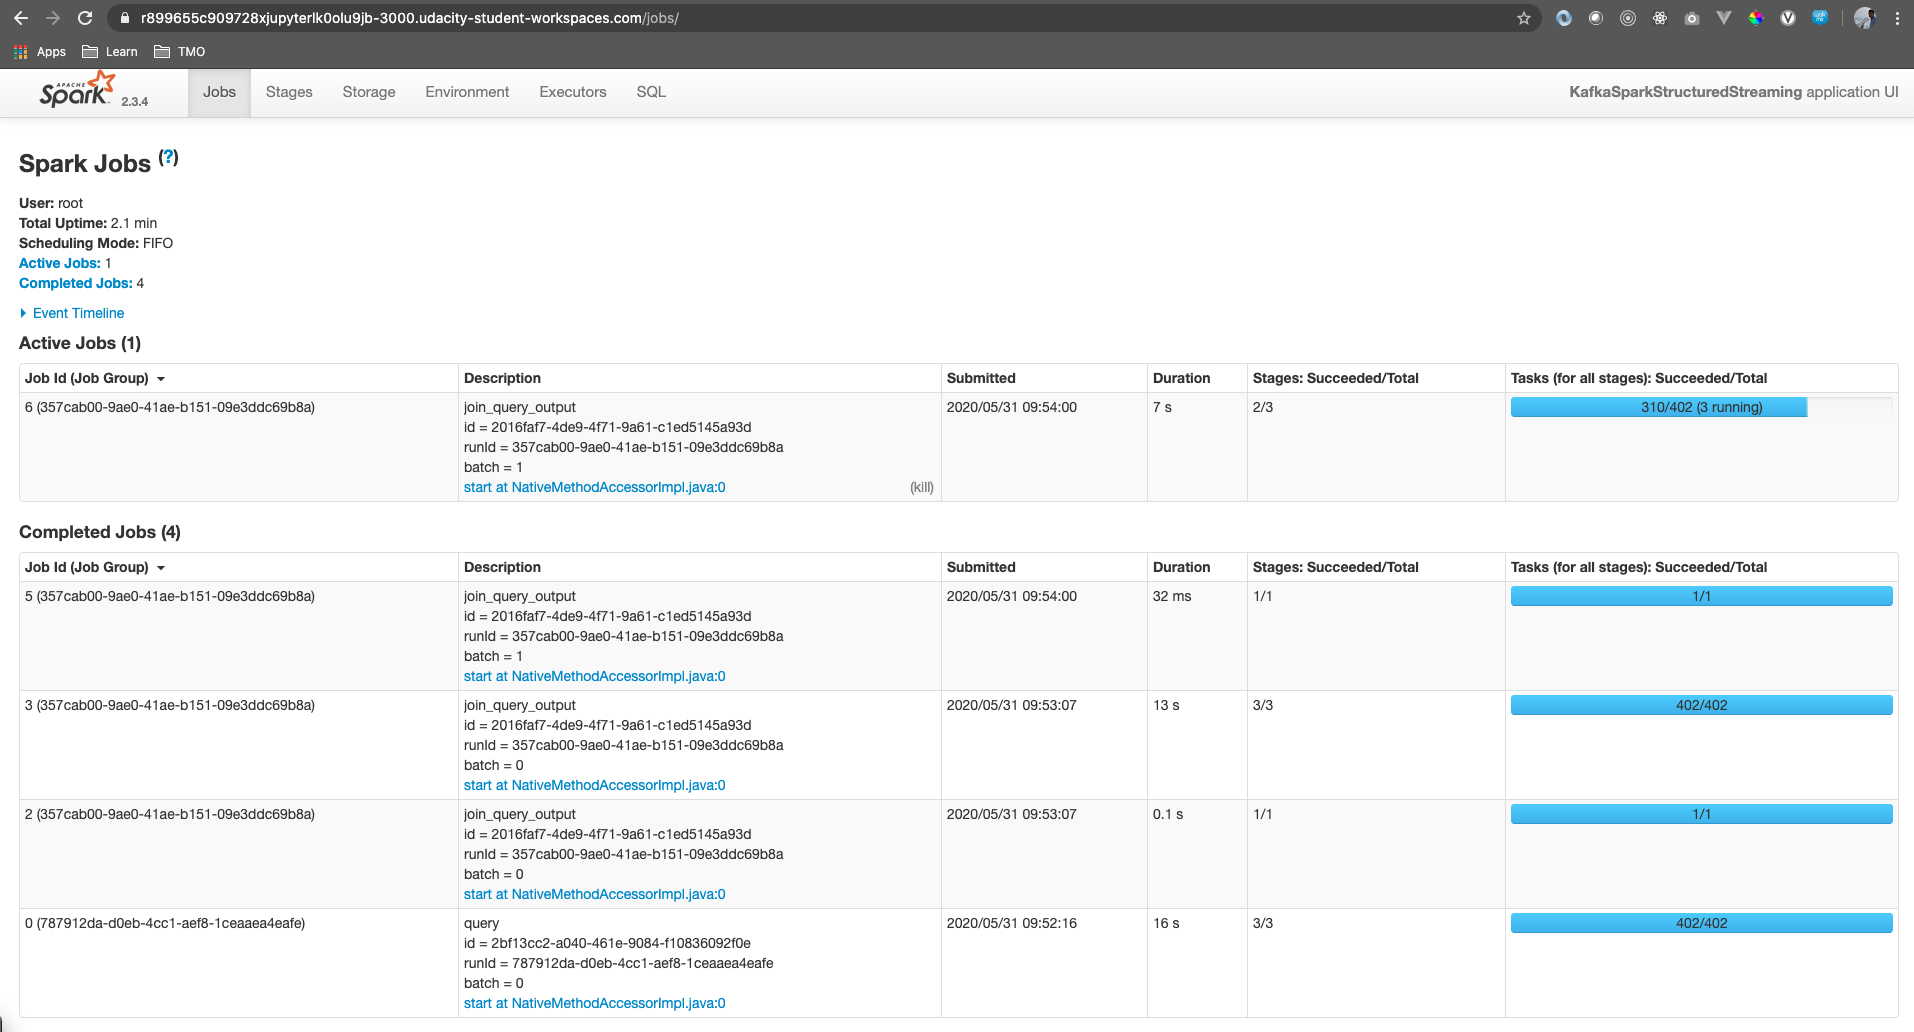 r899655c909728xjupyterlk0olu9jb-3000.udacity-student-workspaces.com/jobs/
Apps Learn TMO
APACHE
Spark 2.3.4 Jobs Stages Storage Environment Executors SQL KafkaSparkStructuredStreaming application UI
Spark Jobs (?)
User: root
Total Uptime: 2.1 min
Scheduling Mode: FIFO
Active Jobs: 1
Completed Jobs: 4
Event Timeline
Active Jobs (1)
Job Id (Job Group) Description Submitted Duration Stages: Succeeded/Total Tasks (for all stages): Succeeded/Total
6 (357cab00-9ae0-41ae-b151-09e3ddc69b8a) join_query_output 2020/05/31 09:54:00 7 s 2/3 310/402 (3 running)
id = 2016faf7-4de9-4f71-9a61-c1ed5145a93d
runId = 357cab00-9ae0-41ae-b151-09e3ddc69b8a
batch = 1
start at NativeMethodAccessorImpl.java:0 (kill)
Completed Jobs (4)
Job Id (Job Group) Description Submitted Duration Stages: Succeeded/Total Tasks (for all stages): Succeeded/Total
5 (357cab00-9ae0-41ae-b151-09e3ddc69b8a) join_query_output 2020/05/31 09:54:00 32 ms 1/1 1/1
id = 2016faf7-4de9-4f71-9a61-c1ed5145a93d
runId = 357cab00-9ae0-41ae-b151-09e3ddc69b8a
batch = 1
start at NativeMethodAccessorImpl.java:0
3 (357cab00-9ae0-41ae-b151-09e3ddc69b8a) join_query_output 2020/05/31 09:53:07 13 s 3/3 402/402
id = 2016faf7-4de9-4f71-9a61-c1ed5145a93d
runId = 357cab00-9ae0-41ae-b151-09e3ddc69b8a
batch = 0
start at NativeMethodAccessorImpl.java:0
2 (357cab00-9ae0-41ae-b151-09e3ddc69b8a) join_query_output 2020/05/31 09:53:07 0.1 s 1/1 1/1
id = 2016faf7-4de9-4f71-9a61-c1ed5145a93d
runId = 357cab00-9ae0-41ae-b151-09e3ddc69b8a
batch = 0
start at NativeMethodAccessorImpl.java:0
0 (787912da-d0eb-4cc1-aef8-1ceaaea4eafe) query 2020/05/31 09:52:16 16 s 3/3 402/402
id = 2bf13cc2-a040-461e-9084-f10836092f0e
runId = 787912da-d0eb-4cc1-aef8-1ceaaea4eafe
batch = 0
start at NativeMethodAccessorImpl.java:0